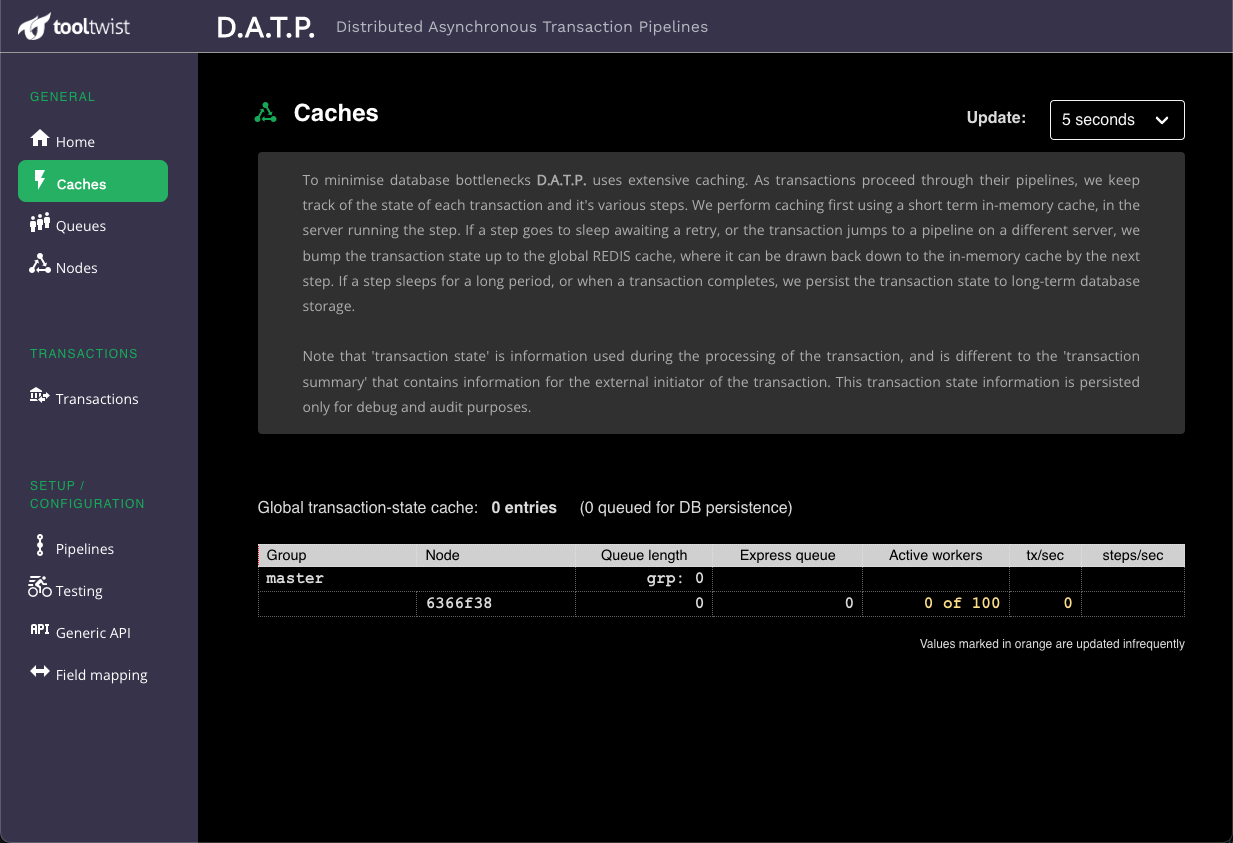 tooltwist
D.A.T.P. Distributed Asynchronous Transaction Pipelines
GENERAL
Home
Caches
Queues
Nodes
TRANSACTIONS
Transactions
SETUP /
CONFIGURATION
Pipelines
Testing
API Generic API
Field mapping
Caches
Update: 5 seconds
To minimise database bottlenecks D.A.T.P. uses extensive caching. As transactions proceed through their pipelines, we keep
track of the state of each transaction and it's various steps. We perform caching first using a short term in-memory cache, in the
server running the step. If a step goes to sleep awaiting a retry, or the transaction jumps to a pipeline on a different server, we
bump the transaction state up to the global REDIS cache, where it can be drawn back down to the in-memory cache by the next
step. If a step sleeps for a long period, or when a transaction completes, we persist the transaction state to long-term database
storage.
Note that 'transaction state' is information used during the processing of the transaction, and is different to the 'transaction
summary' that contains information for the external initiator of the transaction. This transaction state information is persisted
only for debug and audit purposes.
Global transaction-state cache: 0 entries (0 queued for DB persistence)
Group Node Queue length Express queue Active workers tx/sec steps/sec
master grp: 0
6366f38 0 0 0 of 100 0
Values marked in orange are updated infrequently